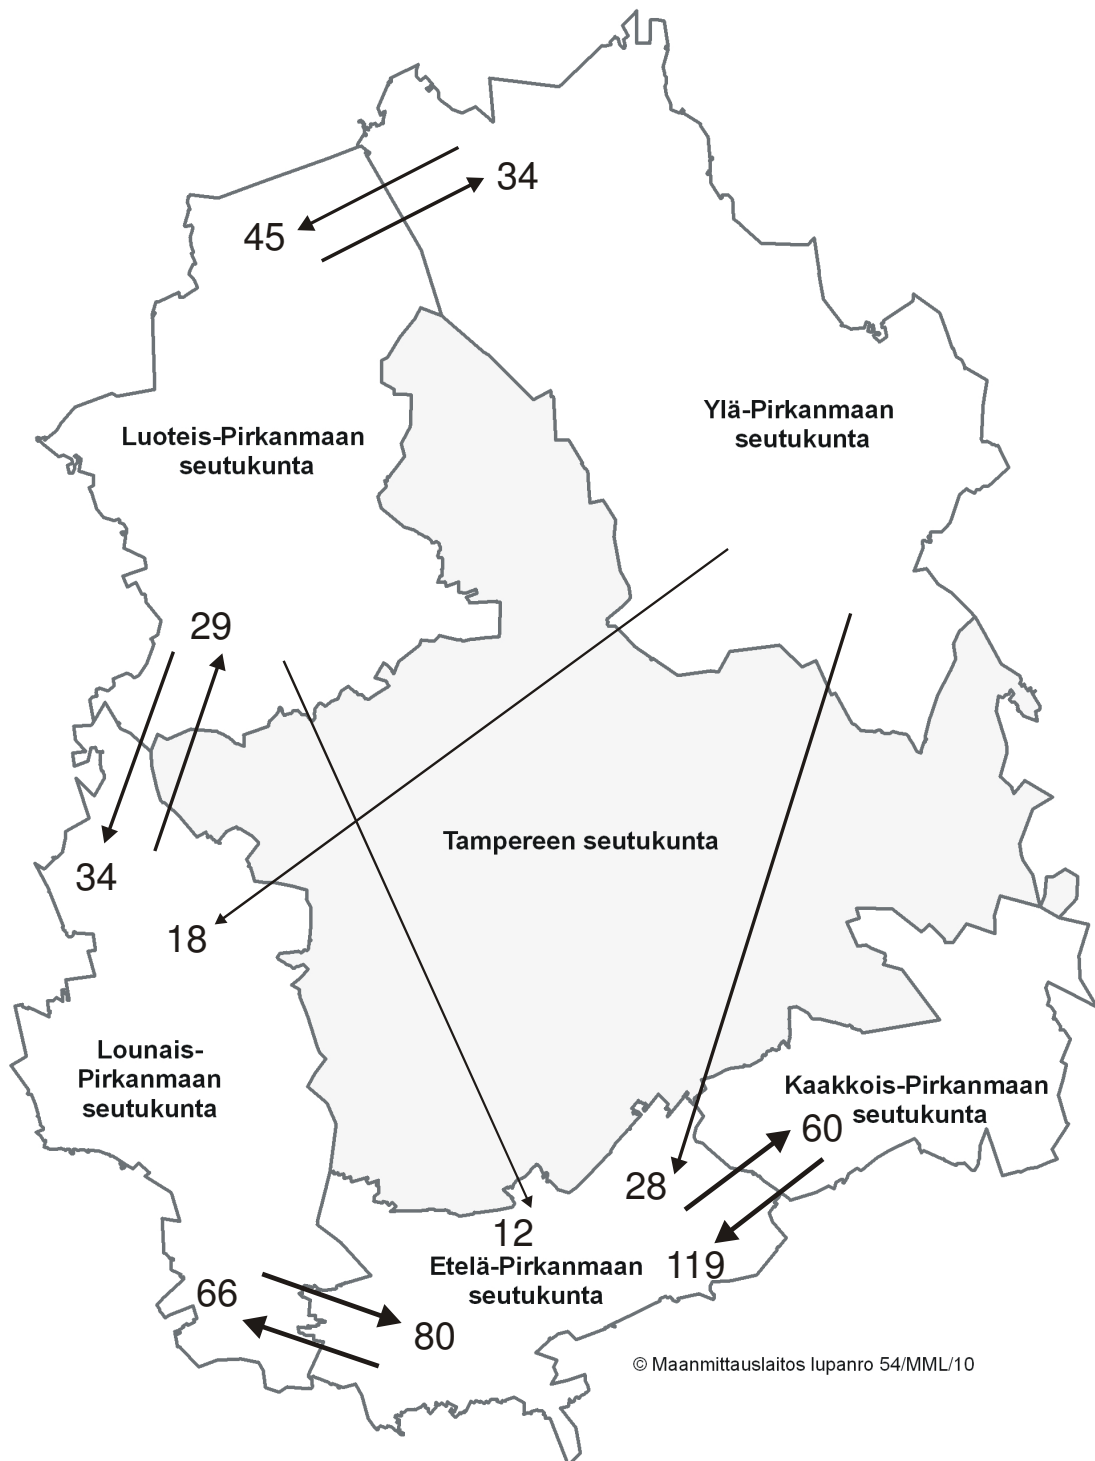 34
45
Ylä-Pirkanmaan
seutukunta
Luoteis-Pirkanmaan
seutukunta
29
Tampereen seutukunta
34
18
Lounais-
Pirkanmaan
seutukunta
Kaakkois-Pirkanmaan
seutukunta
60
28
12
119
Etelä-Pirkanmaan
seutukunta
66
80
© Maanmittauslaitos lupanro 54/MML/10